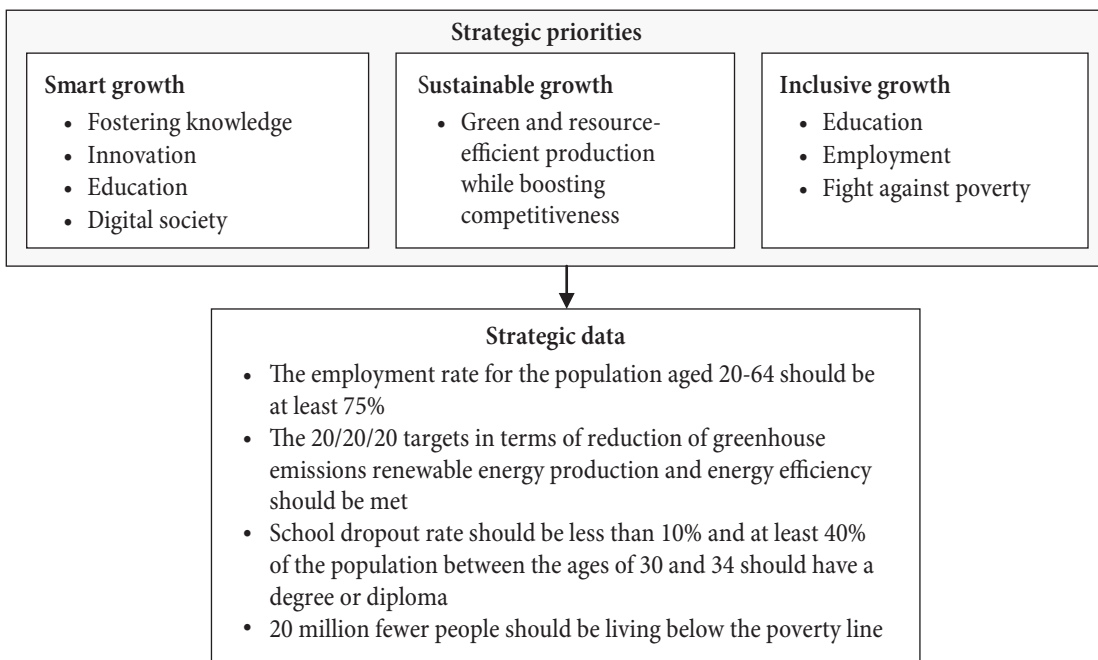 Strategic priorities
Smart growth
• Fostering knowledge
• Innovation
• Education
• Digital society
Sustainable growth
• Green and resource-
efficient production
while boosting
competitiveness
Inclusive growth
• Education
• Employment
• Fight against poverty
Strategic data
• The employment rate for the population aged 20-64 should be
at least 75%
• The 20/20/20 targets in terms of reduction of greenhouse
emissions renewable energy production and energy efficiency
should be met
• School dropout rate should be less than 10% and at least 40%
of the population between the ages of 30 and 34 should have a
degree or diploma
• 20 million fewer people should be living below the poverty line